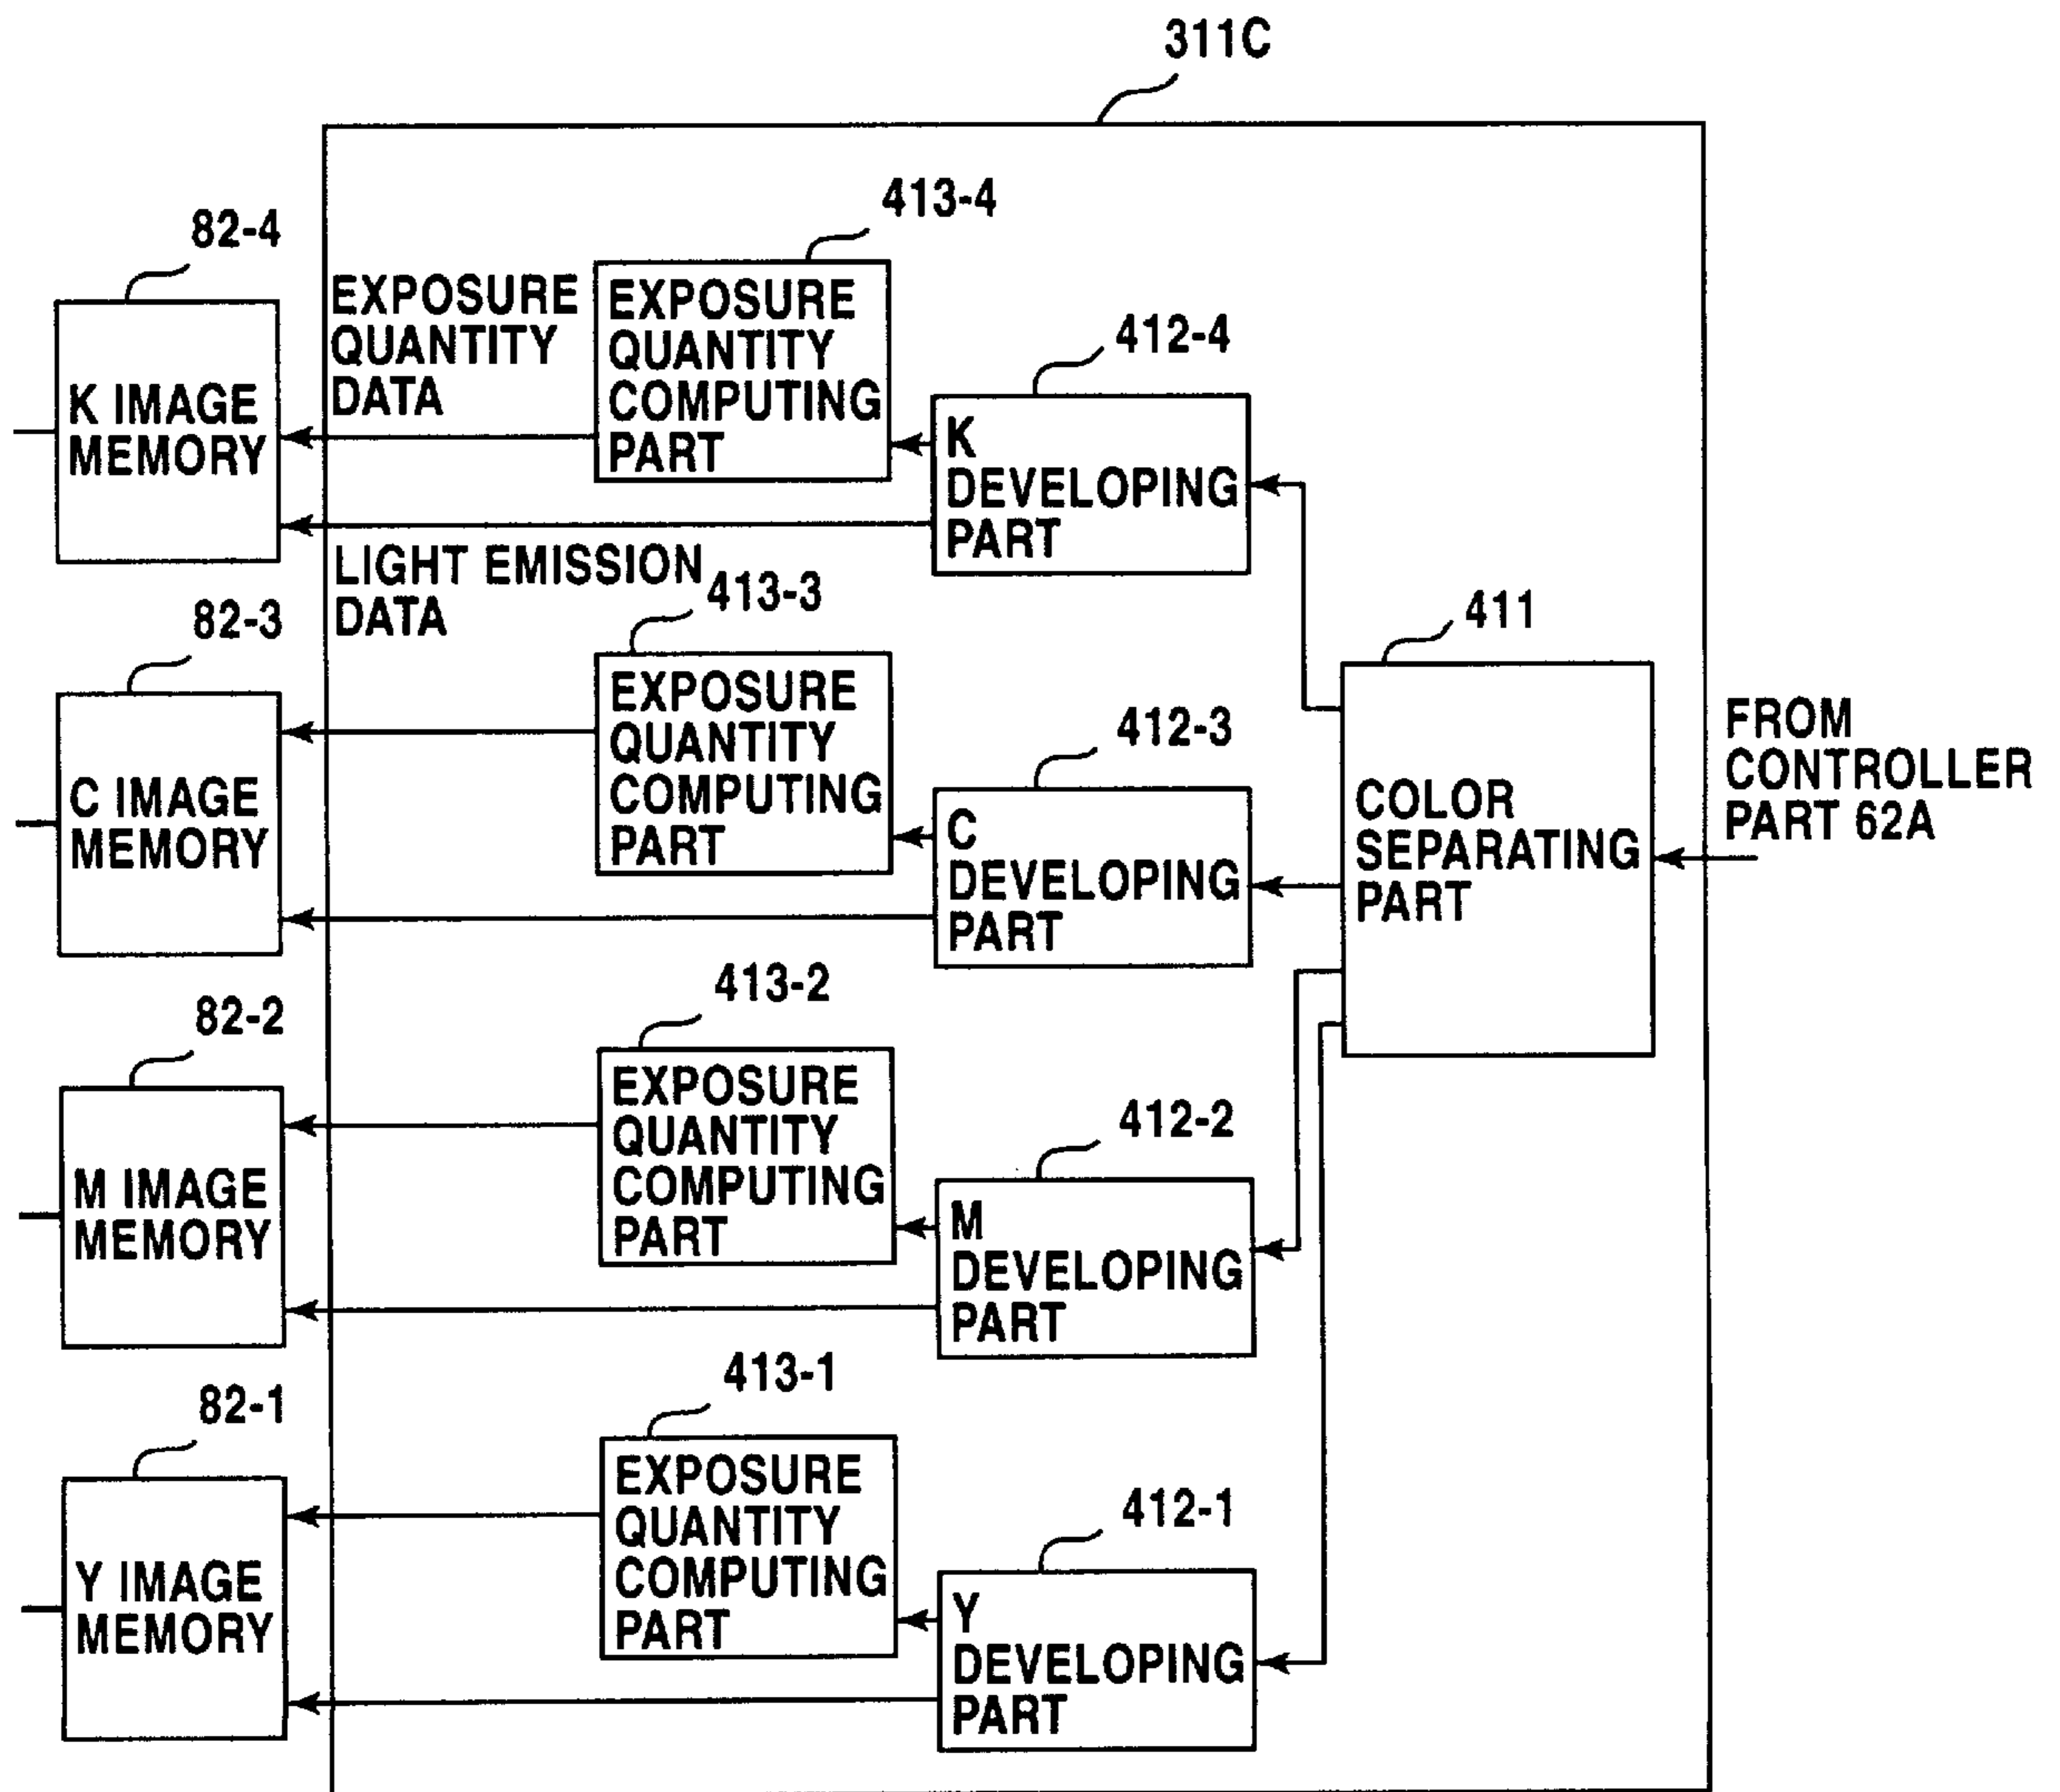 311C
413-4
82-4
EXPOSURE
QUANTITY
DATA
EXPOSURE
QUANTITY
COMPUTING
PART
412-4
K IMAGE
MEMORY
K
DEVELOPING
PART
LIGHT EMISSION
DATA
413-3
82-3
411
EXPOSURE
QUANTITY
COMPUTING
PART
412-3
FROM
CONTROLLER
PART 62A
C IMAGE
MEMORY
C
DEVELOPING
PART
COLOR
SEPARATING
PART
413-2
82-2
EXPOSURE
QUANTITY
COMPUTING
PART
412-2
M IMAGE
MEMORY
M
DEVELOPING
PART
413-1
82-1
EXPOSURE
QUANTITY
COMPUTING
PART
412-1
Y IMAGE
MEMORY
Y
DEVELOPING
PART